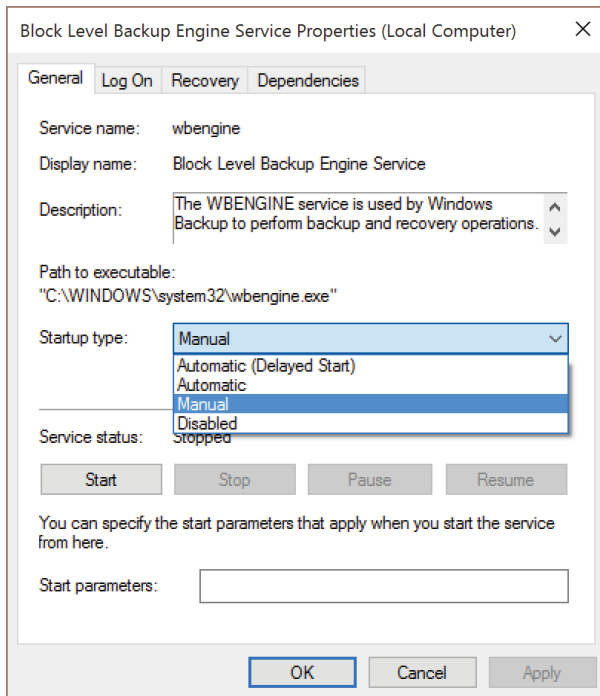 Block Level Backup Engine Service Properties (Local Computer)
General Log On Recovery Dependencies
Service name: wbengine
Display name: Block Level Backup Engine Service
Description: The WBENGINE service is used by Windows
Backup to perform backup and recovery operations.
Path to executable:
"C:\WINDOWS\system32\wbengine.exe"
Startup type: Manual
Automatic (Delayed Start)
Automatic
Manual
Disabled
Service status: Stopped
Start Stop Pause Resume
You can specify the start parameters that apply when you start the service
from here.
Start parameters:
OK Cancel Apply